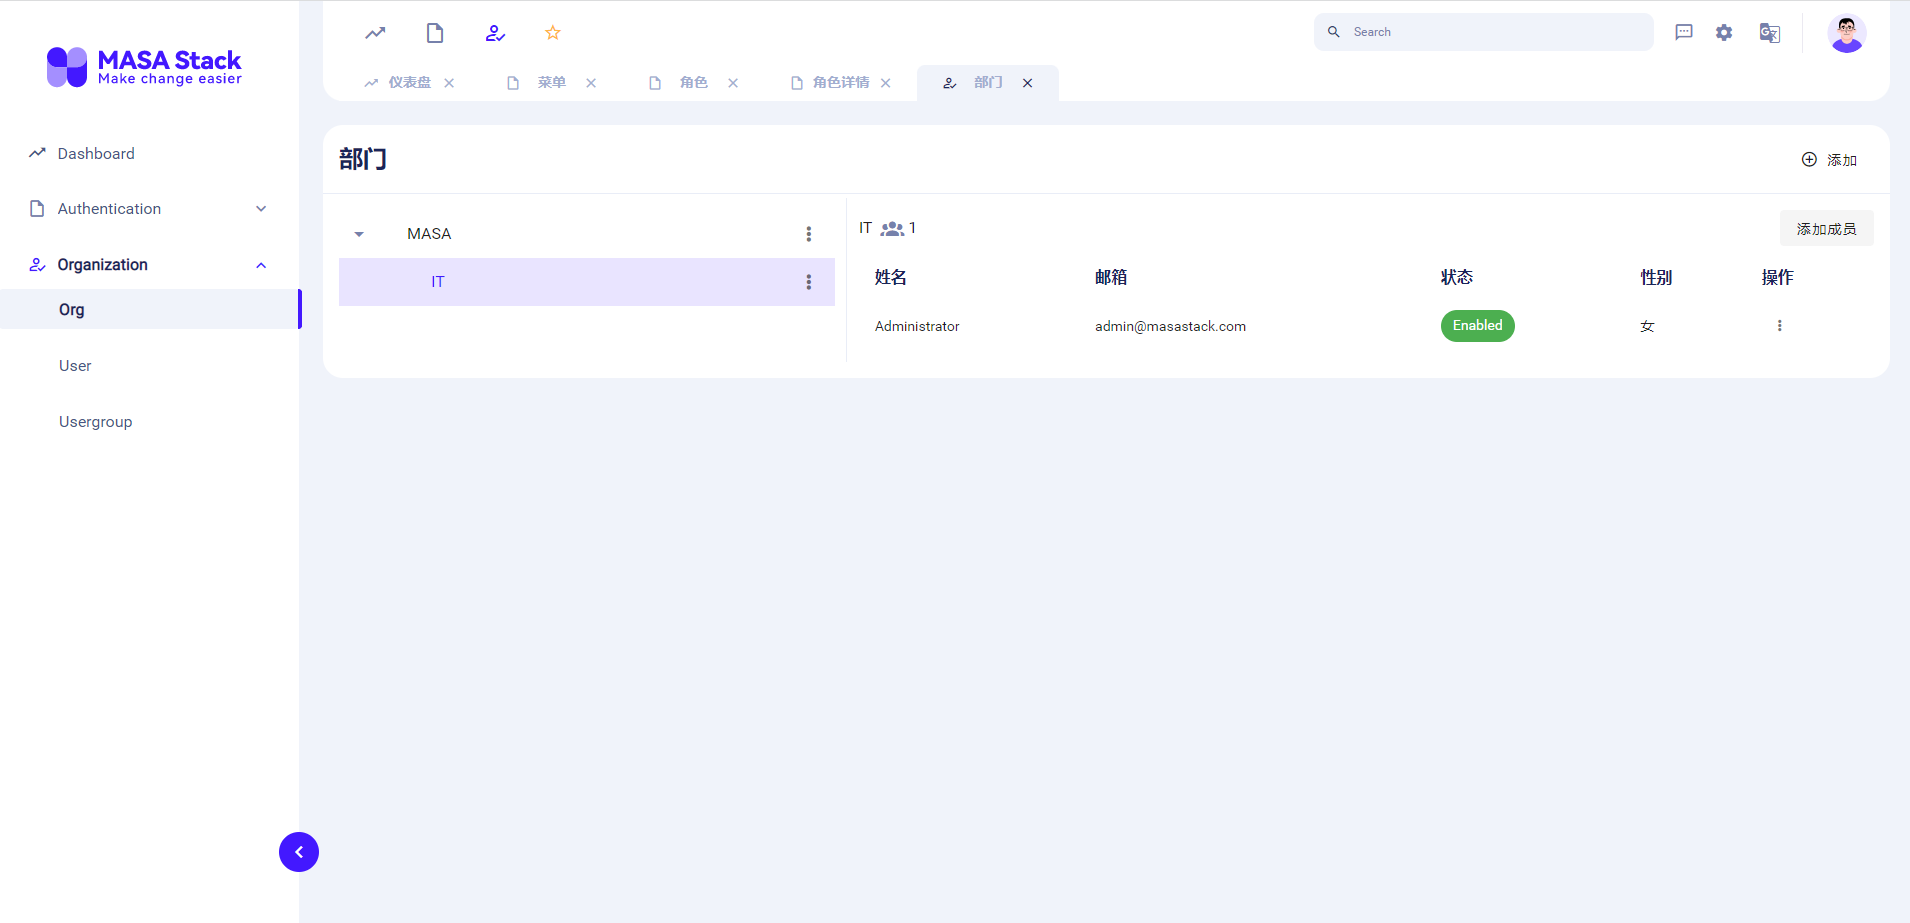 MASA Stack
Make change easier
Dashboard
Authentication
Organization
Org
User
Usergroup
Search
仪表盘
菜单
角色
角色详情
部门
部门
添加
MASA
IT
IT 1
添加成员
姓名 邮箱 状态 性别 操作
Administrator admin@masastack.com Enabled 女